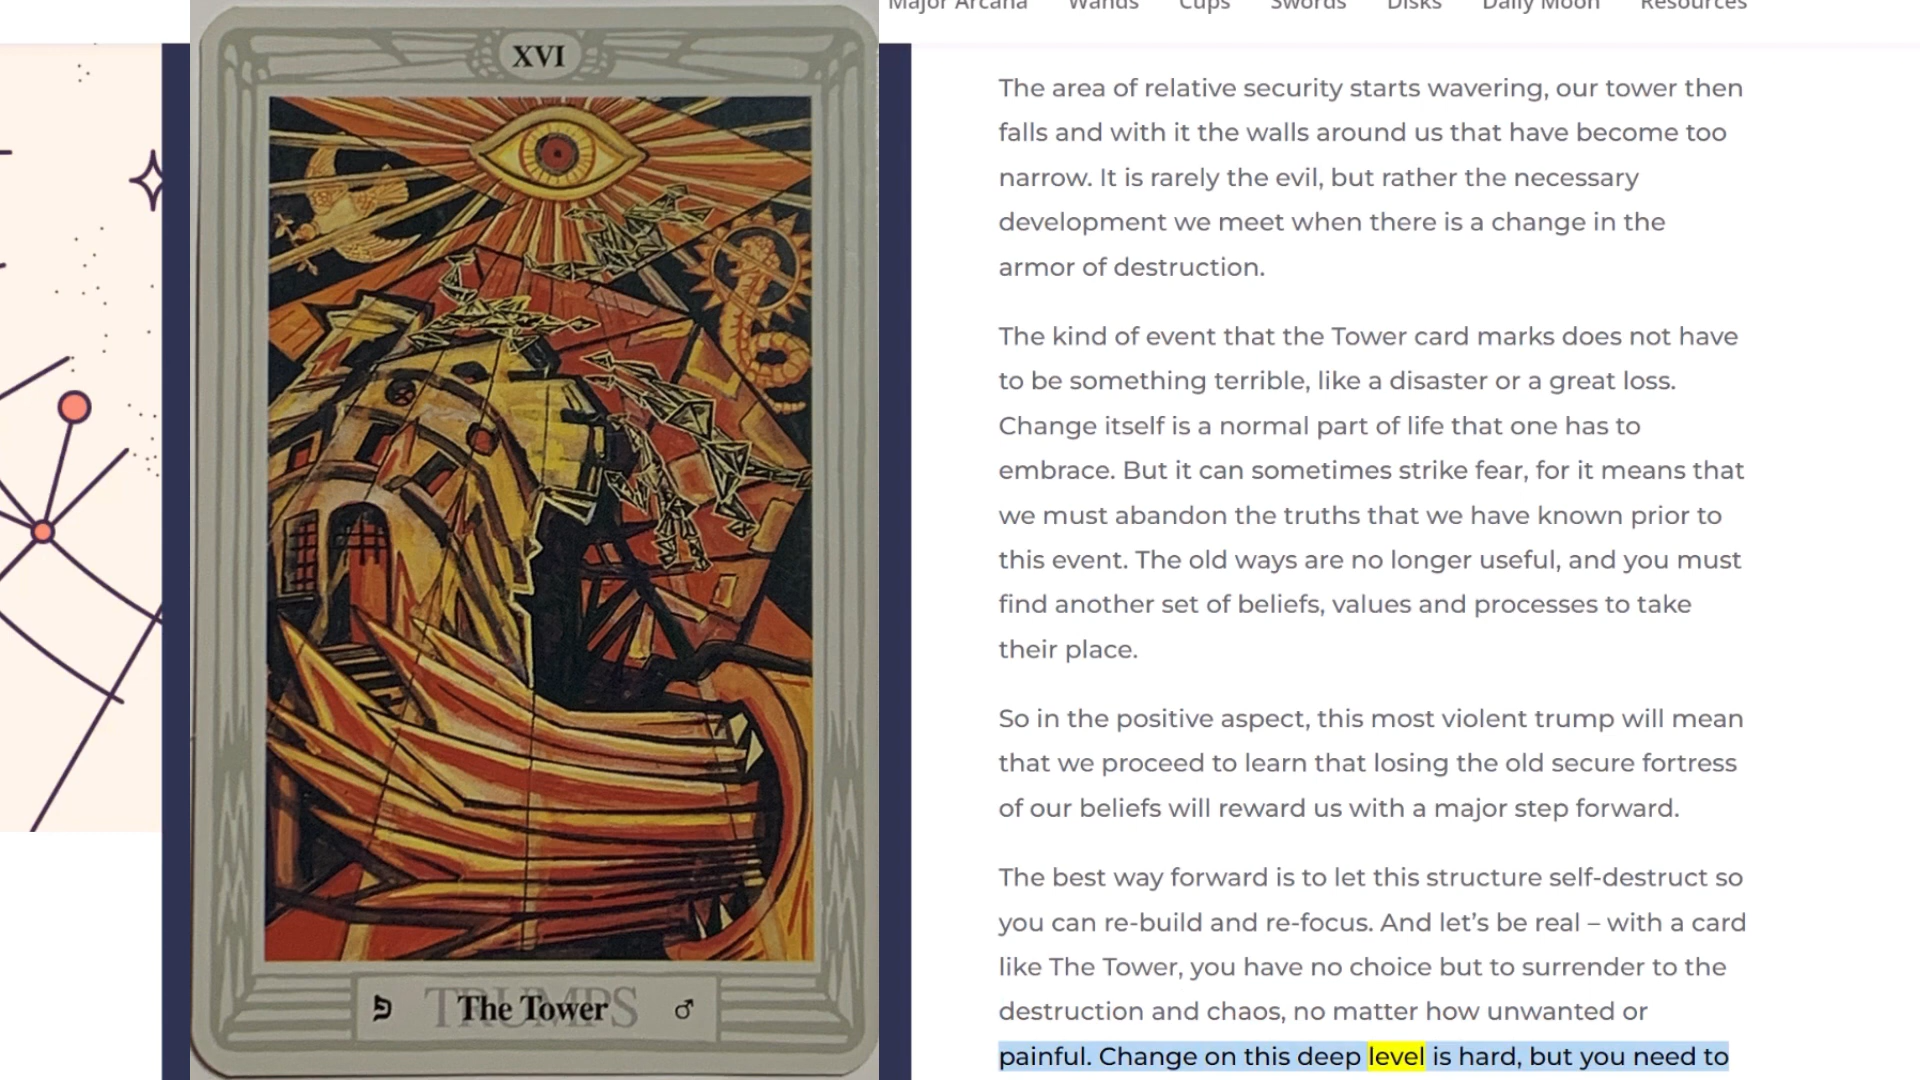 Major Arcana Wands Cups Swords Disks Daily Moon Resources
XVI
פ TRUMPS The Tower ♂
The area of relative security starts wavering, our tower then
falls and with it the walls around us that have become too
narrow. It is rarely the evil, but rather the necessary
development we meet when there is a change in the
armor of destruction.
The kind of event that the Tower card marks does not have
to be something terrible, like a disaster or a great loss.
Change itself is a normal part of life that one has to
embrace. But it can sometimes strike fear, for it means that
we must abandon the truths that we have known prior to
this event. The old ways are no longer useful, and you must
find another set of beliefs, values and processes to take
their place.
So in the positive aspect, this most violent trump will mean
that we proceed to learn that losing the old secure fortress
of our beliefs will reward us with a major step forward.
The best way forward is to let this structure self-destruct so
you can re-build and re-focus. And let’s be real – with a card
like The Tower, you have no choice but to surrender to the
destruction and chaos, no matter how unwanted or
painful. Change on this deep level is hard, but you need to